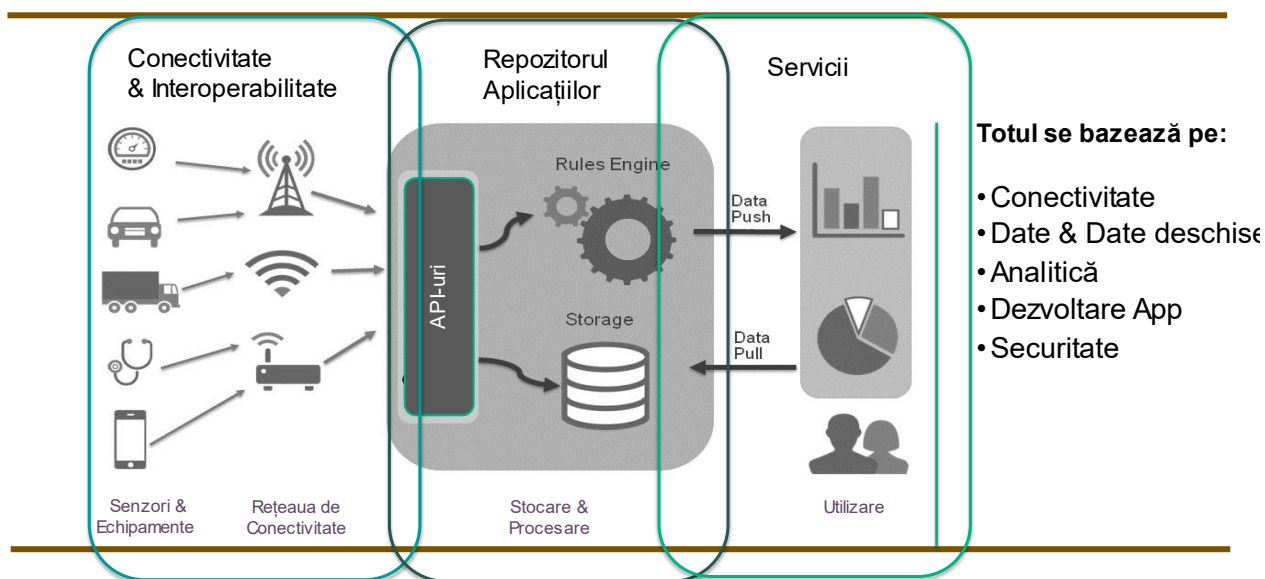 Conectivitate
& Interoperabilitate
Repozitorul
Aplicațiilor
Servicii
Totul se bazează pe:
• Conectivitate
• Date & Date deschise
• Analitică
• Dezvoltare App
• Securitate
API-uri
Rules Engine
Storage
Data
Push
Data
Pull
Senzori &
Echipamente
Rețeaua de
Conectivitate
Stocare &
Procesare
Utilizare